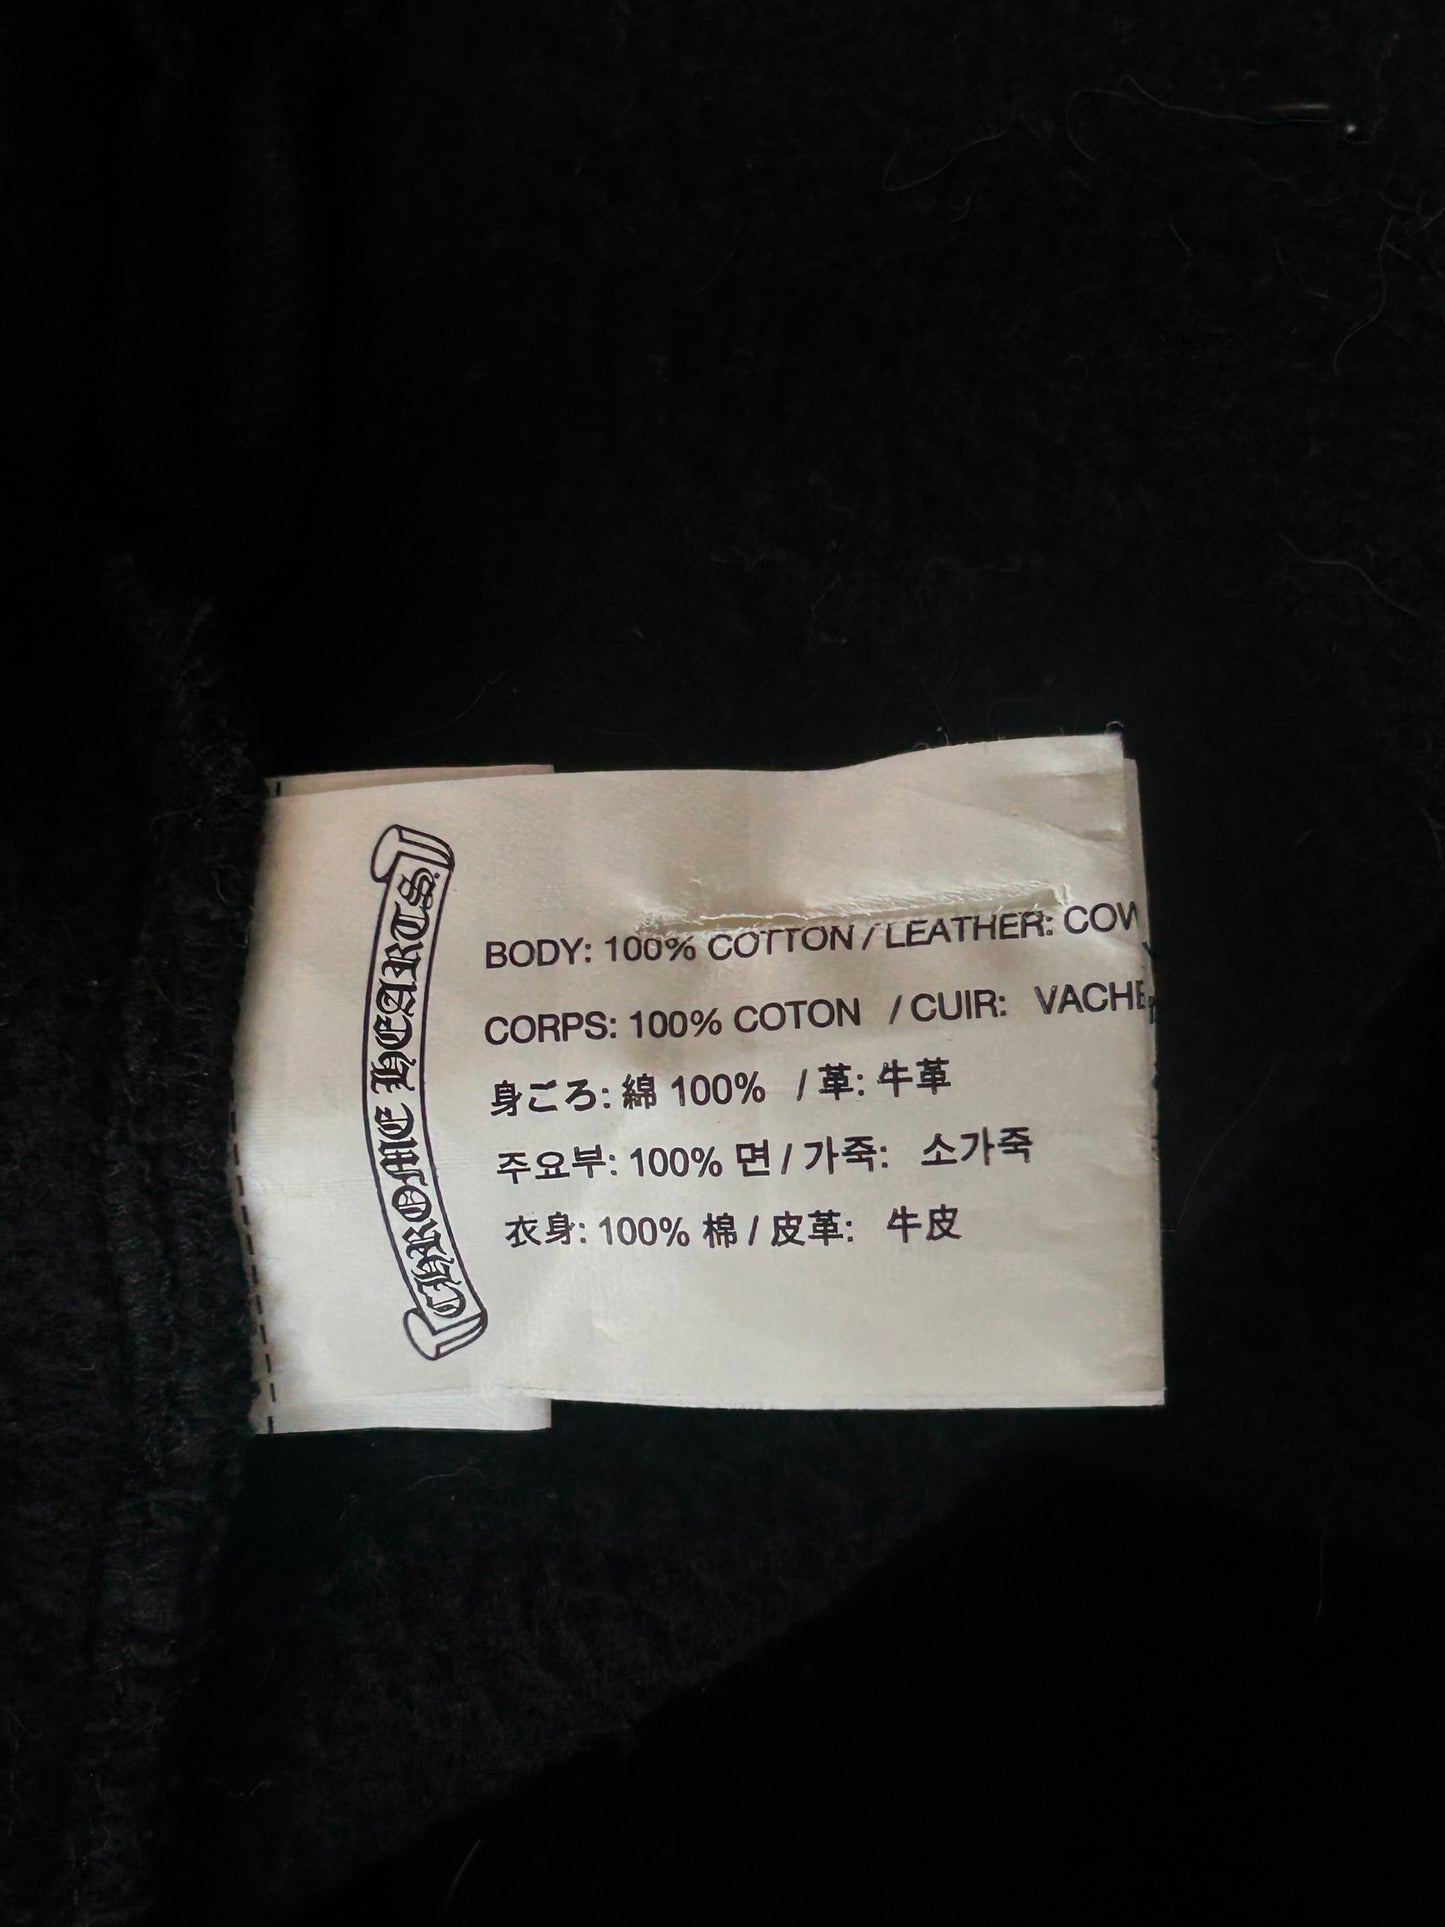 CHROME HEARTS
BODY: 100% COTTON / LEATHER: COW
CORPS: 100% COTON / CUIR: VACHE
身ごろ: 綿 100% / 革: 牛革
주요부: 100% 면 / 가죽: 소가죽
衣身: 100% 棉 / 皮革: 牛皮